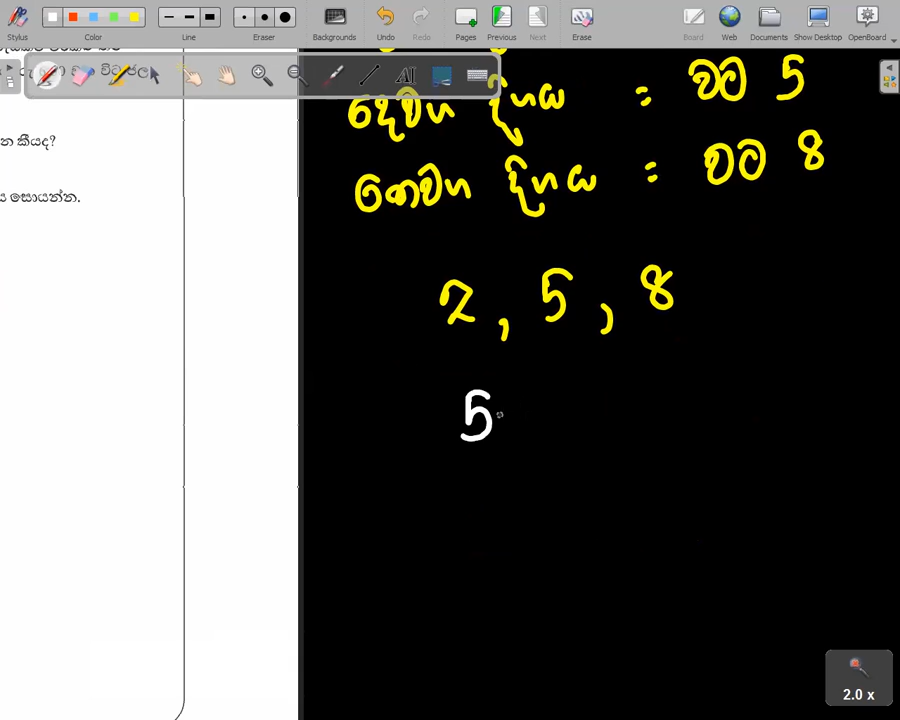 Stylus Color Line Eraser Backgrounds Undo Redo Pages Previous Next Erase Board Web Documents Show Desktop OpenBoard
දෙවන දිනය = වට 5
න කීයද?
තෙවන දිනය = වට 8
ය සොයන්න.
2 , 5 , 8
5
2.0 x